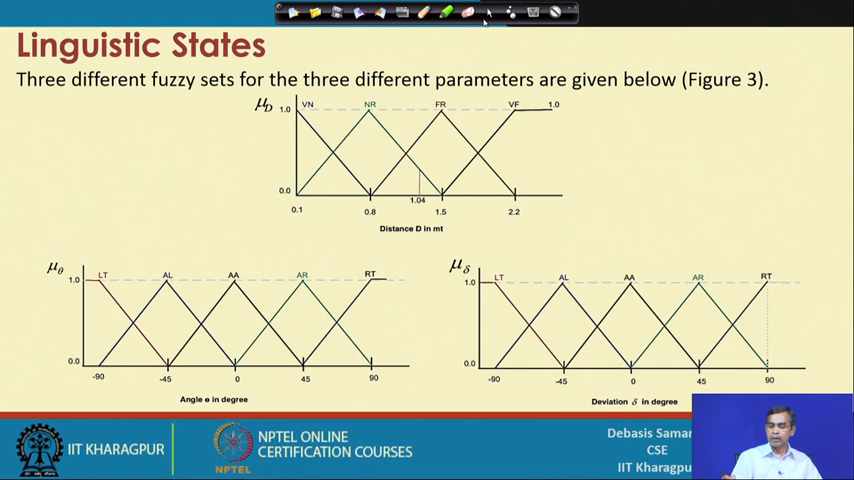 Linguistic States
Three different fuzzy sets for the three different parameters are given below (Figure 3).
μD 1.0 VN NR FR VF 1.0
0.0
1.04
0.1 0.8 1.5 2.2
Distance D in mt
μθ 1.0 LT AL AA AR RT
0.0
-90 -45 0 45 90
Angle θ in degree
μδ 1.0 LT AL AA AR RT
0.0
-90 -45 0 45 90
Deviation δ in degree
IIT KHARAGPUR
NPTEL
NPTEL ONLINE
CERTIFICATION COURSES
Debasis Saman
CSE
IIT Kharagpu